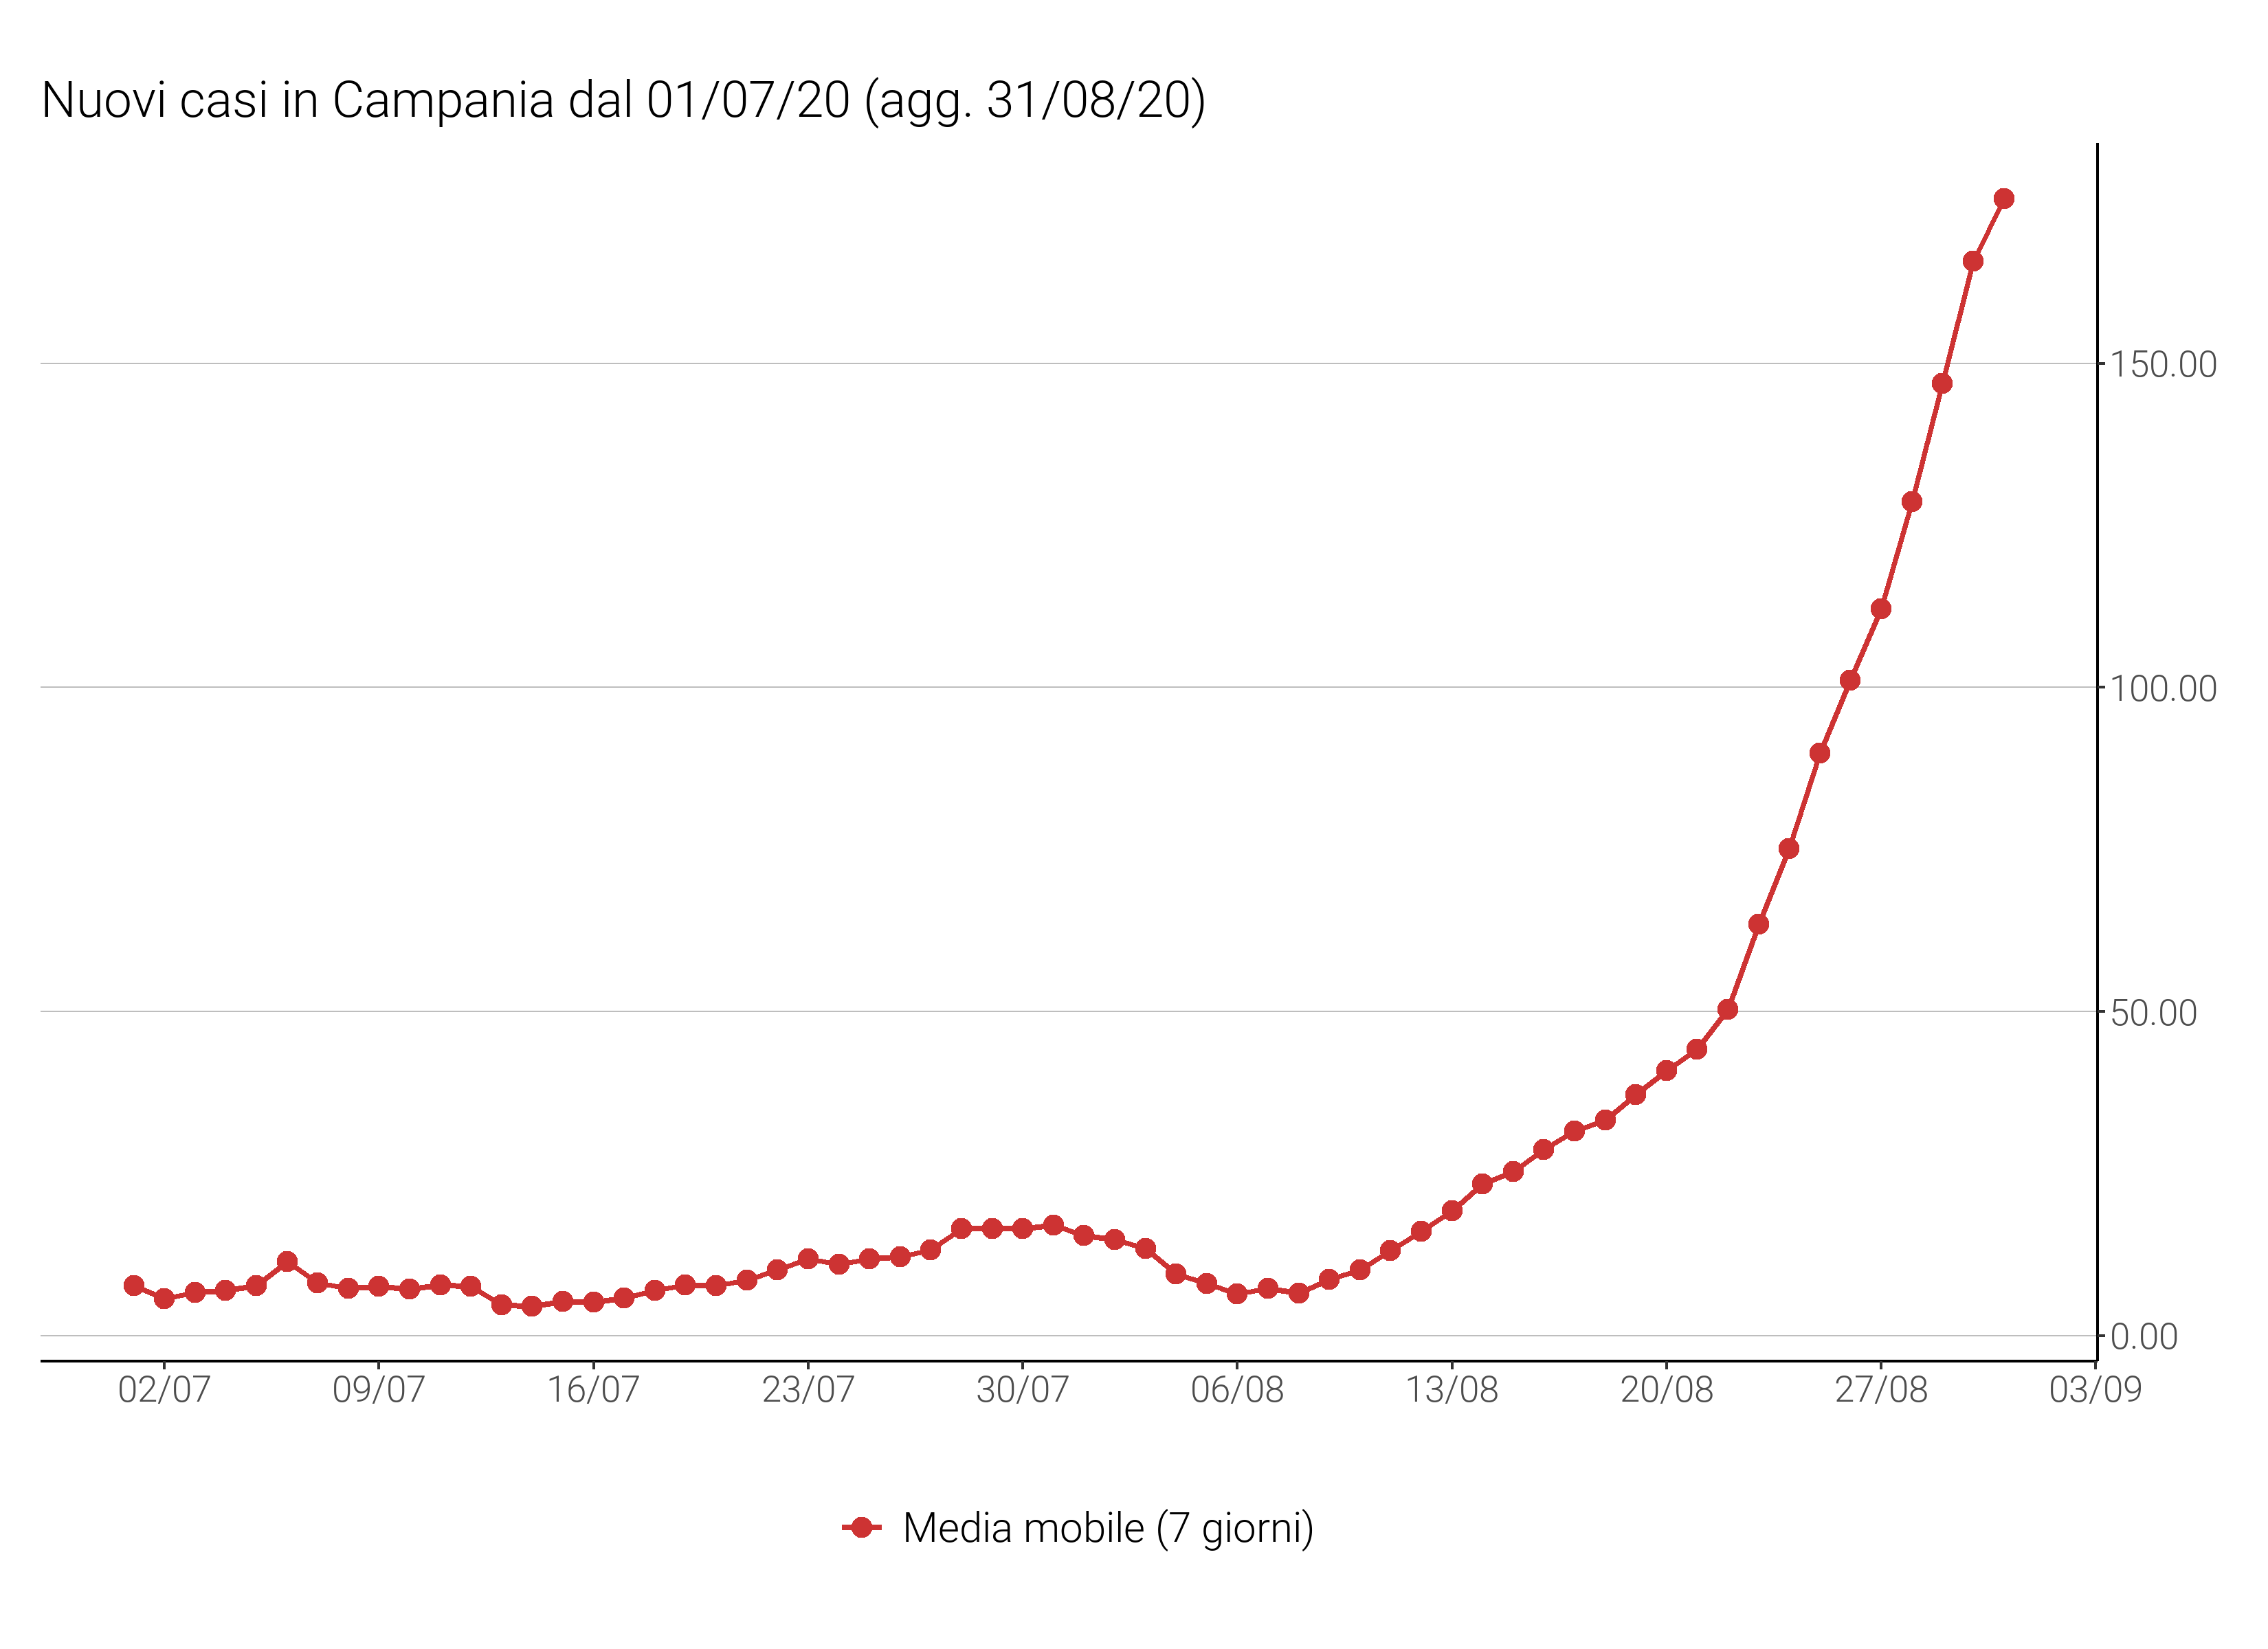 Nuovi casi in Campania dal 01/07/20 (agg. 31/08/20)
150.00
100.00
50.00
0.00
02/07 09/07 16/07 23/07 30/07 06/08 13/08 20/08 27/08 03/09
Media mobile (7 giorni)